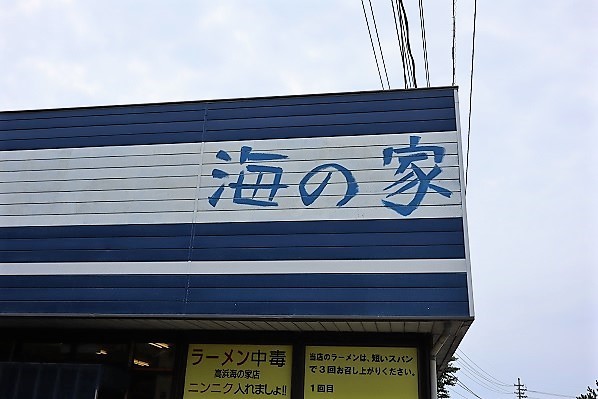 海の家
ラーメン中毒
高浜海の家店
ニンニク入れましょ!!
当店のラーメンは、短いスパン
で3回お召し上がりください。
1回目